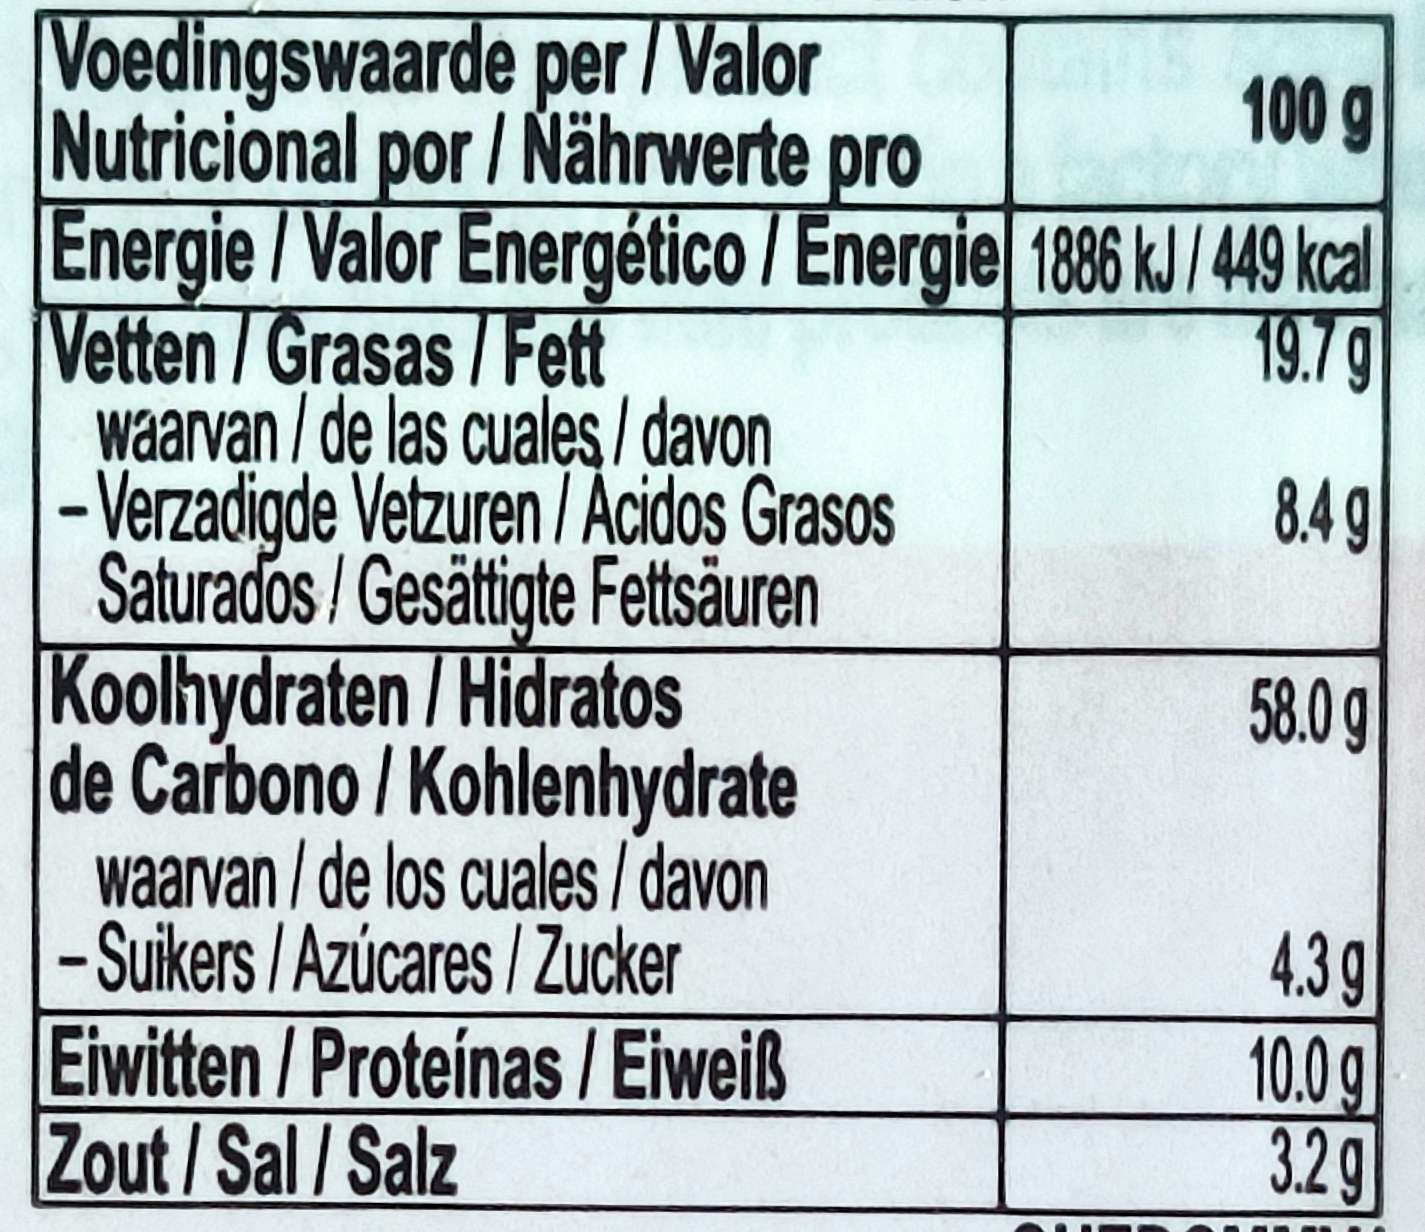 Voedingswaarde per / Valor
Nutricional por / Nährwerte pro
100 g
Energie / Valor Energético / Energie 1886 kJ / 449 kcal
Vetten / Grasas / Fett 19.7 g
waarvan / de las cuales / davon
– Verzadigde Vetzuren / Ácidos Grasos 8.4 g
Saturados / Gesättigte Fettsäuren
Koolhydraten / Hidratos 58.0 g
de Carbono / Kohlenhydrate
waarvan / de los cuales / davon
– Suikers / Azúcares / Zucker 4.3 g
Eiwitten / Proteínas / Eiweiß 10.0 g
Zout / Sal / Salz 3.2 g